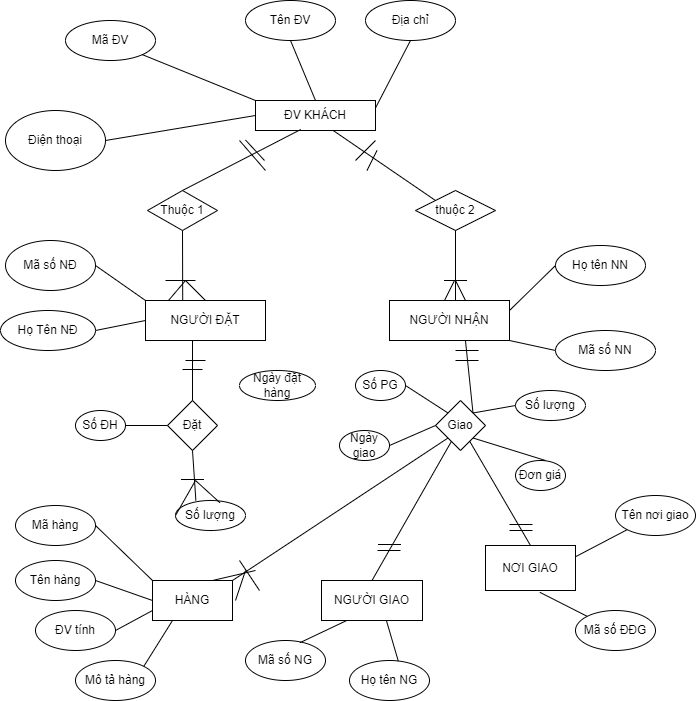 Tên ĐV
Địa chỉ
Mã ĐV
ĐV KHÁCH
Điện thoại
Thuộc 1
thuộc 2
Mã số NĐ
Họ tên NN
NGƯỜI ĐẶT
NGƯỜI NHẬN
Họ Tên NĐ
Mã số NN
Ngày đặt
hàng
Số PG
Số lượng
Số ĐH
Đặt
Giao
Ngày
giao
Đơn giá
Số lượng
Tên nơi giao
Mã hàng
NƠI GIAO
Tên hàng
HÀNG
NGƯỜI GIAO
ĐV tính
Mã số ĐĐG
Mã số NG
Mô tả hàng
Họ tên NG